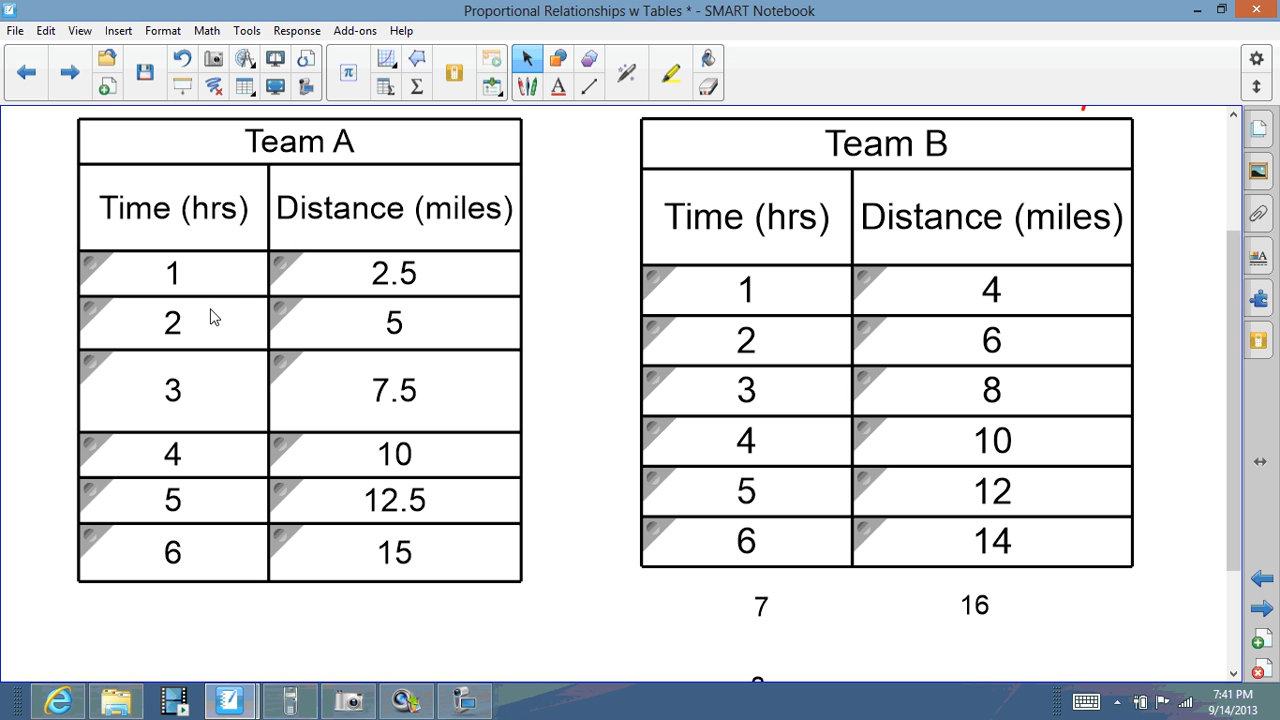 Proportional Relationships w Tables * - SMART Notebook
File Edit View Insert Format Math Tools Response Add-ons Help
Team A
Time (hrs) Distance (miles)
1 2.5
2 5
3 7.5
4 10
5 12.5
6 15
Team B
Time (hrs) Distance (miles)
1 4
2 6
3 8
4 10
5 12
6 14
7 16
7:41 PM
9/14/2013